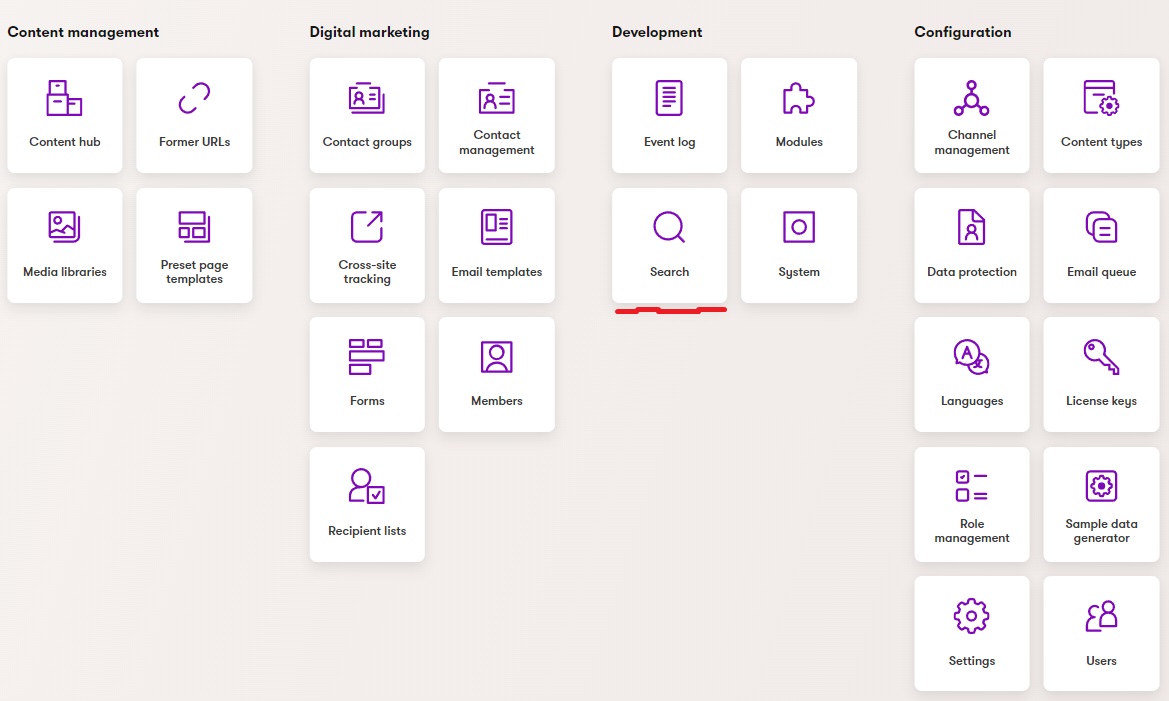 Content management
Content hub
Former URLs
Media libraries
Preset page
templates
Digital marketing
Contact groups
Contact
management
Cross-site
tracking
Email templates
Forms
Members
Recipient lists
Development
Event log
Modules
Search
System
Configuration
Channel
management
Content types
Data protection
Email queue
A
Languages
License keys
Role
management
Sample data
generator
Settings
Users